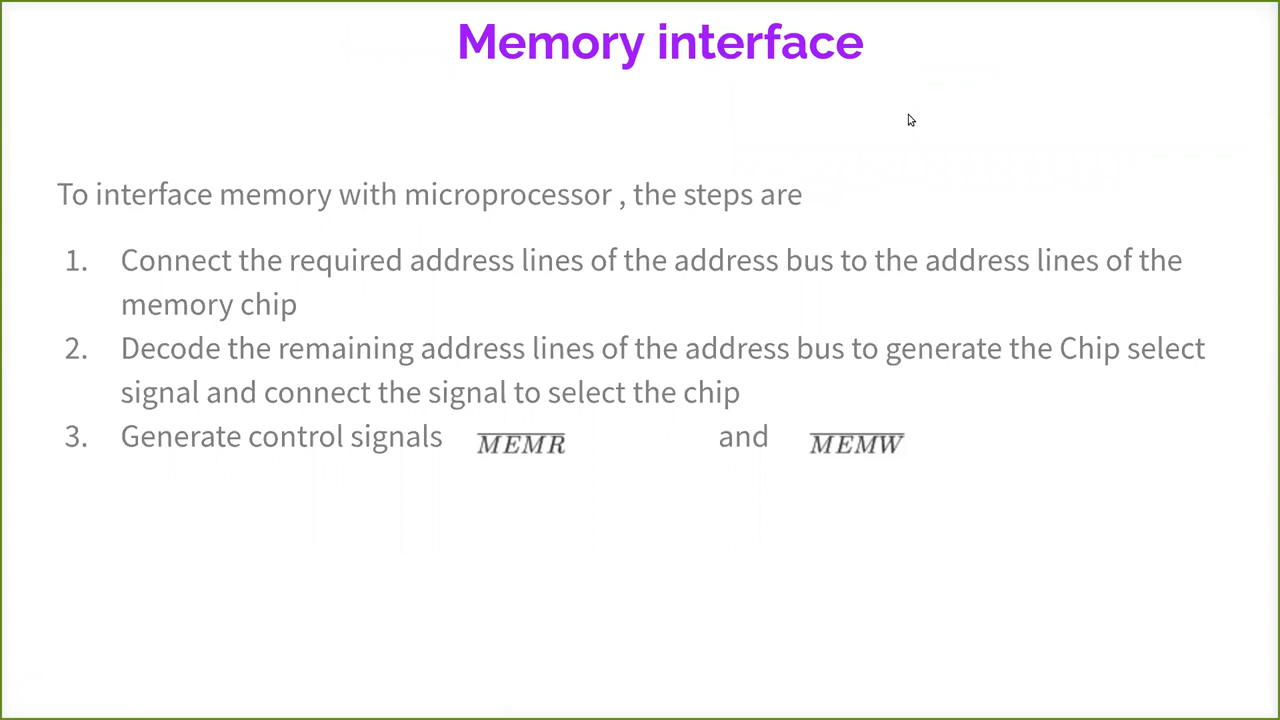 Memory interface
To interface memory with microprocessor , the steps are
1. Connect the required address lines of the address bus to the address lines of the
memory chip
2. Decode the remaining address lines of the address bus to generate the Chip select
signal and connect the signal to select the chip
3. Generate control signals M̅E̅M̅R̅ and M̅E̅M̅W̅